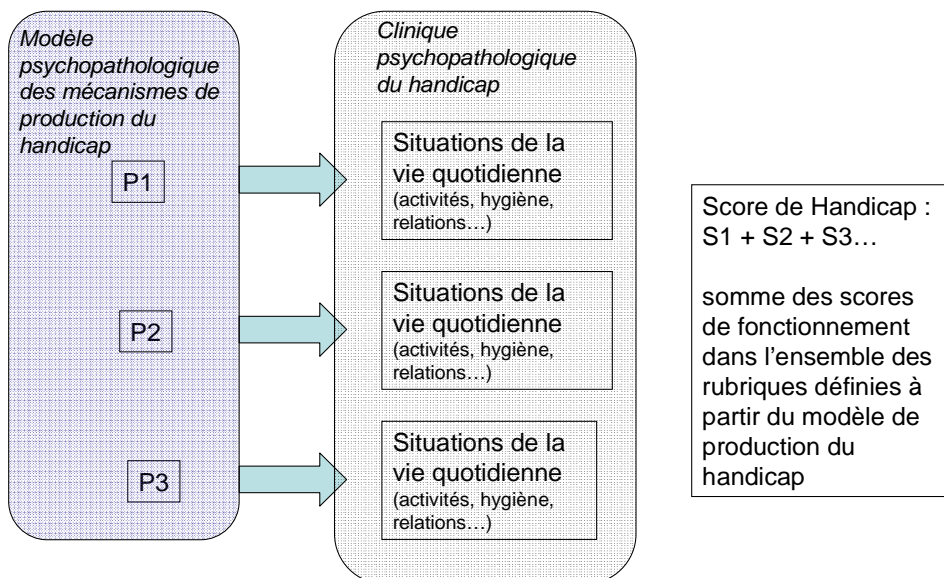 Modèle
psychopathologique
des mécanismes de
production du
handicap
P1
P2
P3
Clinique
psychopathologique
du handicap
Situations de la
vie quotidienne
(activités, hygiène,
relations…)
Situations de la
vie quotidienne
(activités, hygiène,
relations…)
Situations de la
vie quotidienne
(activités, hygiène,
relations…)
Score de Handicap :
S1 + S2 + S3…
somme des scores
de fonctionnement
dans l’ensemble des
rubriques définies à
partir du modèle de
production du
handicap